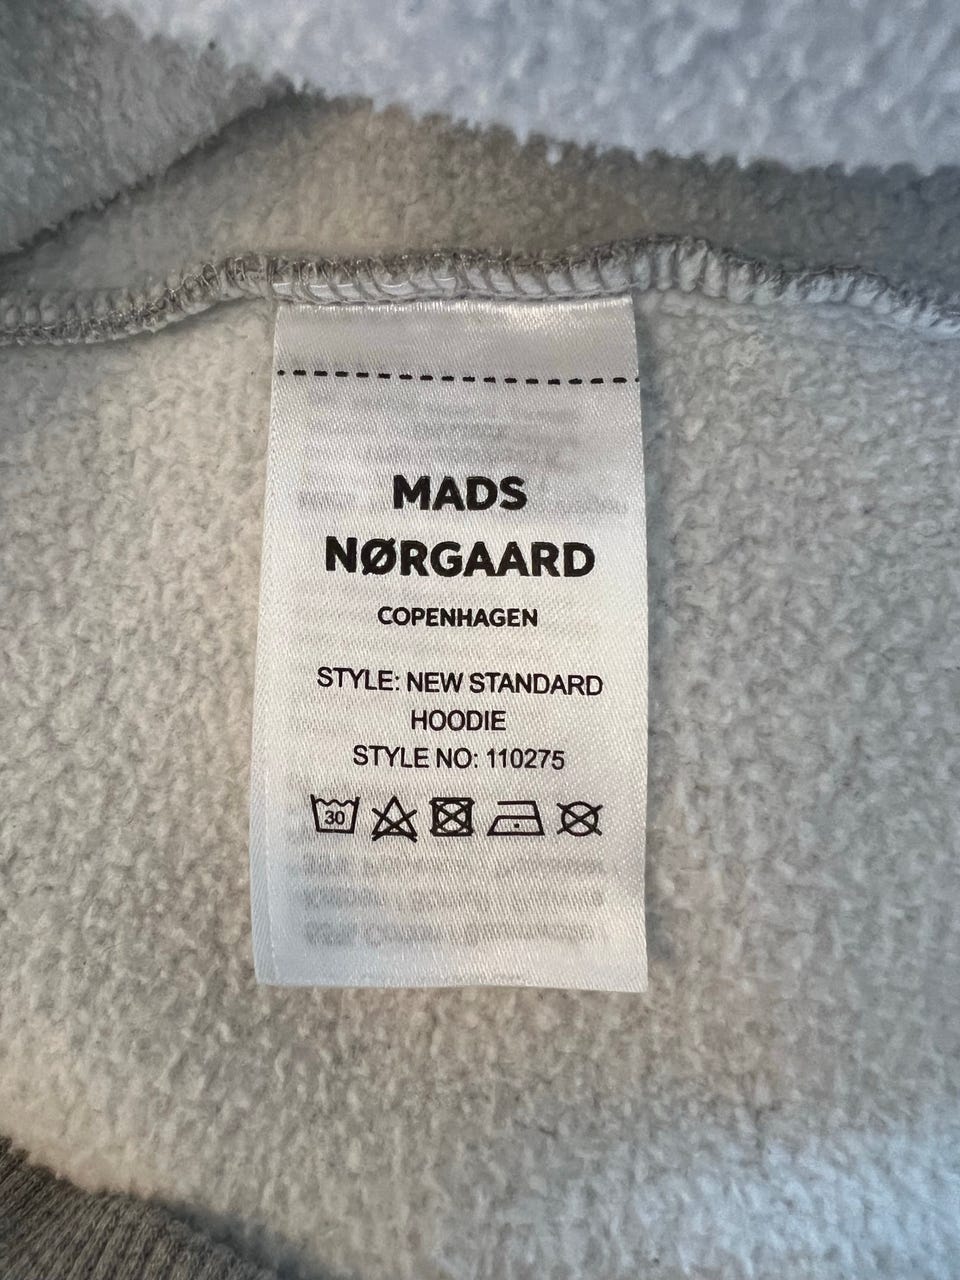 MADS
NØRGAARD
COPENHAGEN
STYLE: NEW STANDARD
HOODIE
STYLE NO: 110275
30